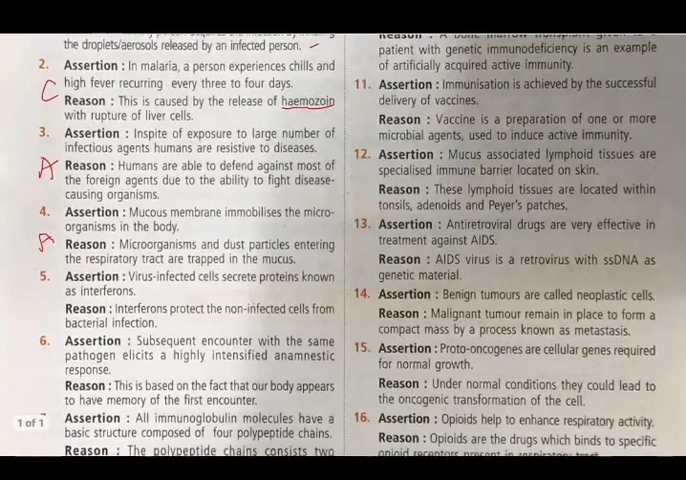 the droplets/aerosols released by an infected person.
2. Assertion : In malaria, a person experiences chills and
high fever recurring every three to four days.
C
Reason : This is caused by the release of haemozoin
with rupture of liver cells.
3. Assertion : Inspite of exposure to large number of
infectious agents humans are resistive to diseases.
A
Reason : Humans are able to defend against most of
the foreign agents due to the ability to fight disease-
causing organisms.
4. Assertion : Mucous membrane immobilises the micro-
organisms in the body.
Reason : Microorganisms and dust particles entering
the respiratory tract are trapped in the mucus.
5. Assertion : Virus-infected cells secrete proteins known
as interferons.
Reason : Interferons protect the non-infected cells from
bacterial infection.
6. Assertion : Subsequent encounter with the same
pathogen elicits a highly intensified anamnestic
response.
Reason : This is based on the fact that our body appears
to have memory of the first encounter.
Assertion : All immunoglobulin molecules have a
1 of 1
basic structure composed of four polypeptide chains.
Reason : The polypeptide chains consists two
Reason : A bone marrow transplant given to a
patient with genetic immunodeficiency is an example
of artificially acquired active immunity.
11. Assertion : Immunisation is achieved by the successful
delivery of vaccines.
Reason : Vaccine is a preparation of one or more
microbial agents, used to induce active immunity.
12. Assertion : Mucus associated lymphoid tissues are
specialised immune barrier located on skin.
Reason : These lymphoid tissues are located within
tonsils, adenoids and Peyer's patches.
13. Assertion : Antiretroviral drugs are very effective in
treatment against AIDS.
Reason : AIDS virus is a retrovirus with ssDNA as
genetic material.
14. Assertion : Benign tumours are called neoplastic cells.
Reason : Malignant tumour remain in place to form a
compact mass by a process known as metastasis.
15. Assertion : Proto-oncogenes are cellular genes required
for normal growth.
Reason : Under normal conditions they could lead to
the oncogenic transformation of the cell.
16. Assertion : Opioids help to enhance respiratory activity.
Reason : Opioids are the drugs which binds to specific
opioid receptors present in respiratory tract